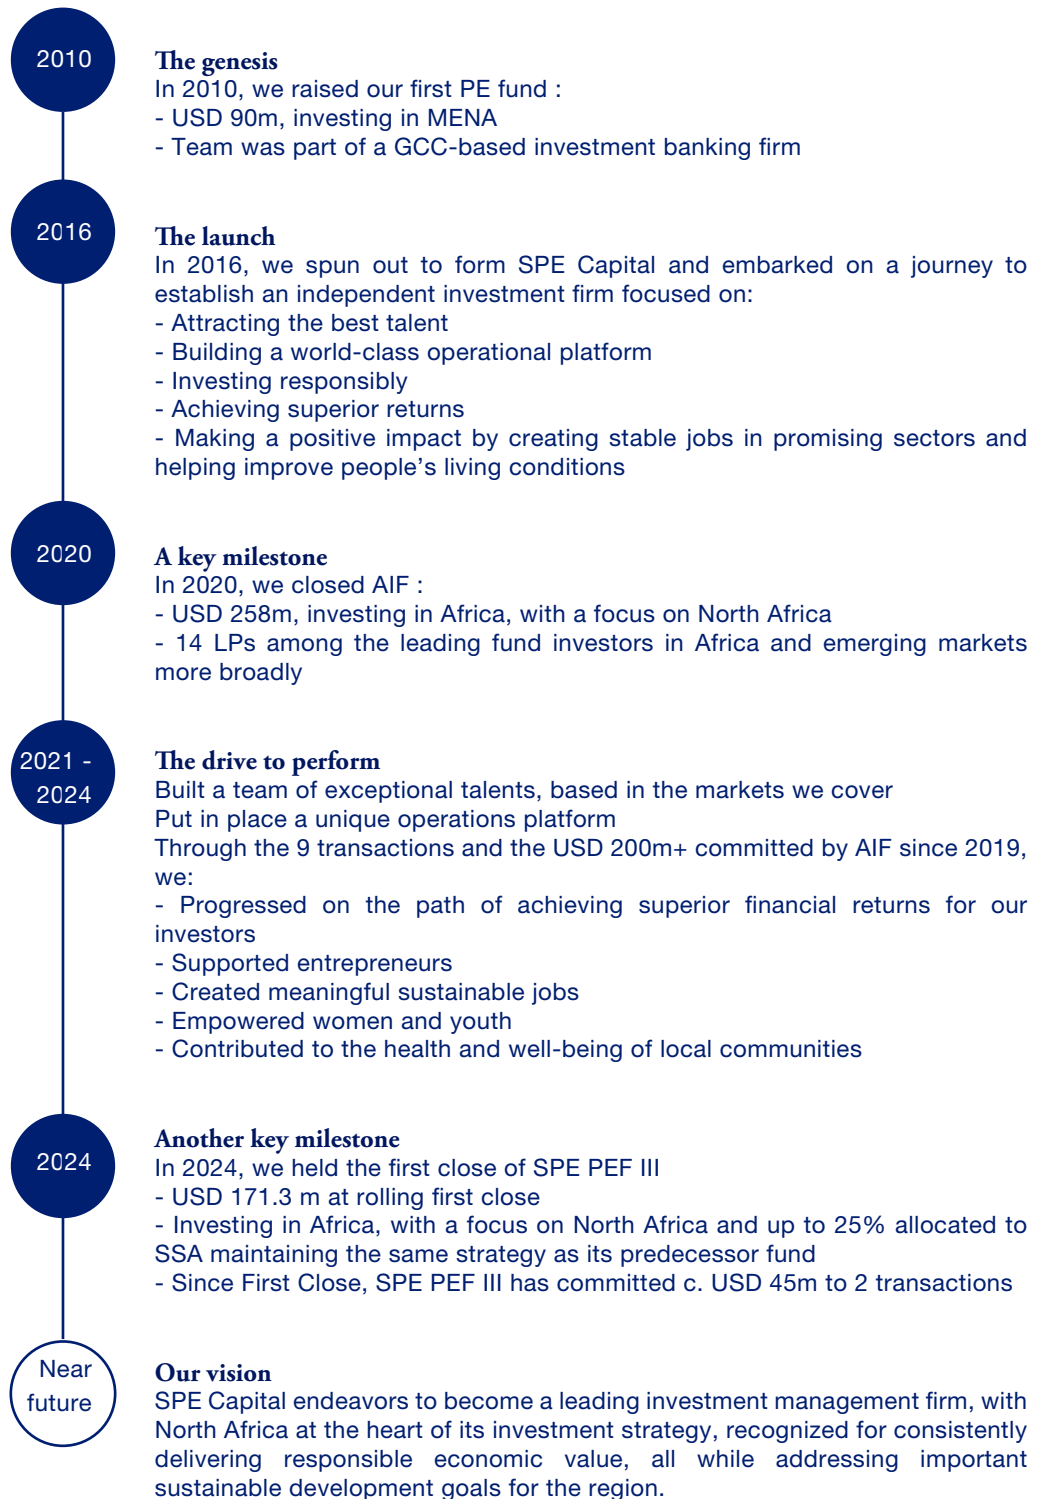 2010
The genesis
In 2010, we raised our first PE fund :
- USD 90m, investing in MENA
- Team was part of a GCC-based investment banking firm
2016
The launch
In 2016, we spun out to form SPE Capital and embarked on a journey to
establish an independent investment firm focused on:
- Attracting the best talent
- Building a world-class operational platform
- Investing responsibly
- Achieving superior returns
- Making a positive impact by creating stable jobs in promising sectors and
helping improve people’s living conditions
2020
A key milestone
In 2020, we closed AIF :
- USD 258m, investing in Africa, with a focus on North Africa
- 14 LPs among the leading fund investors in Africa and emerging markets
more broadly
2021 -
2024
The drive to perform
Built a team of exceptional talents, based in the markets we cover
Put in place a unique operations platform
Through the 9 transactions and the USD 200m+ committed by AIF since 2019,
we:
- Progressed on the path of achieving superior financial returns for our
investors
- Supported entrepreneurs
- Created meaningful sustainable jobs
- Empowered women and youth
- Contributed to the health and well-being of local communities
2024
Another key milestone
In 2024, we held the first close of SPE PEF III
- USD 171.3 m at rolling first close
- Investing in Africa, with a focus on North Africa and up to 25% allocated to
SSA maintaining the same strategy as its predecessor fund
- Since First Close, SPE PEF III has committed c. USD 45m to 2 transactions
Near
future
Our vision
SPE Capital endeavors to become a leading investment management firm, with
North Africa at the heart of its investment strategy, recognized for consistently
delivering responsible economic value, all while addressing important
sustainable development goals for the region.